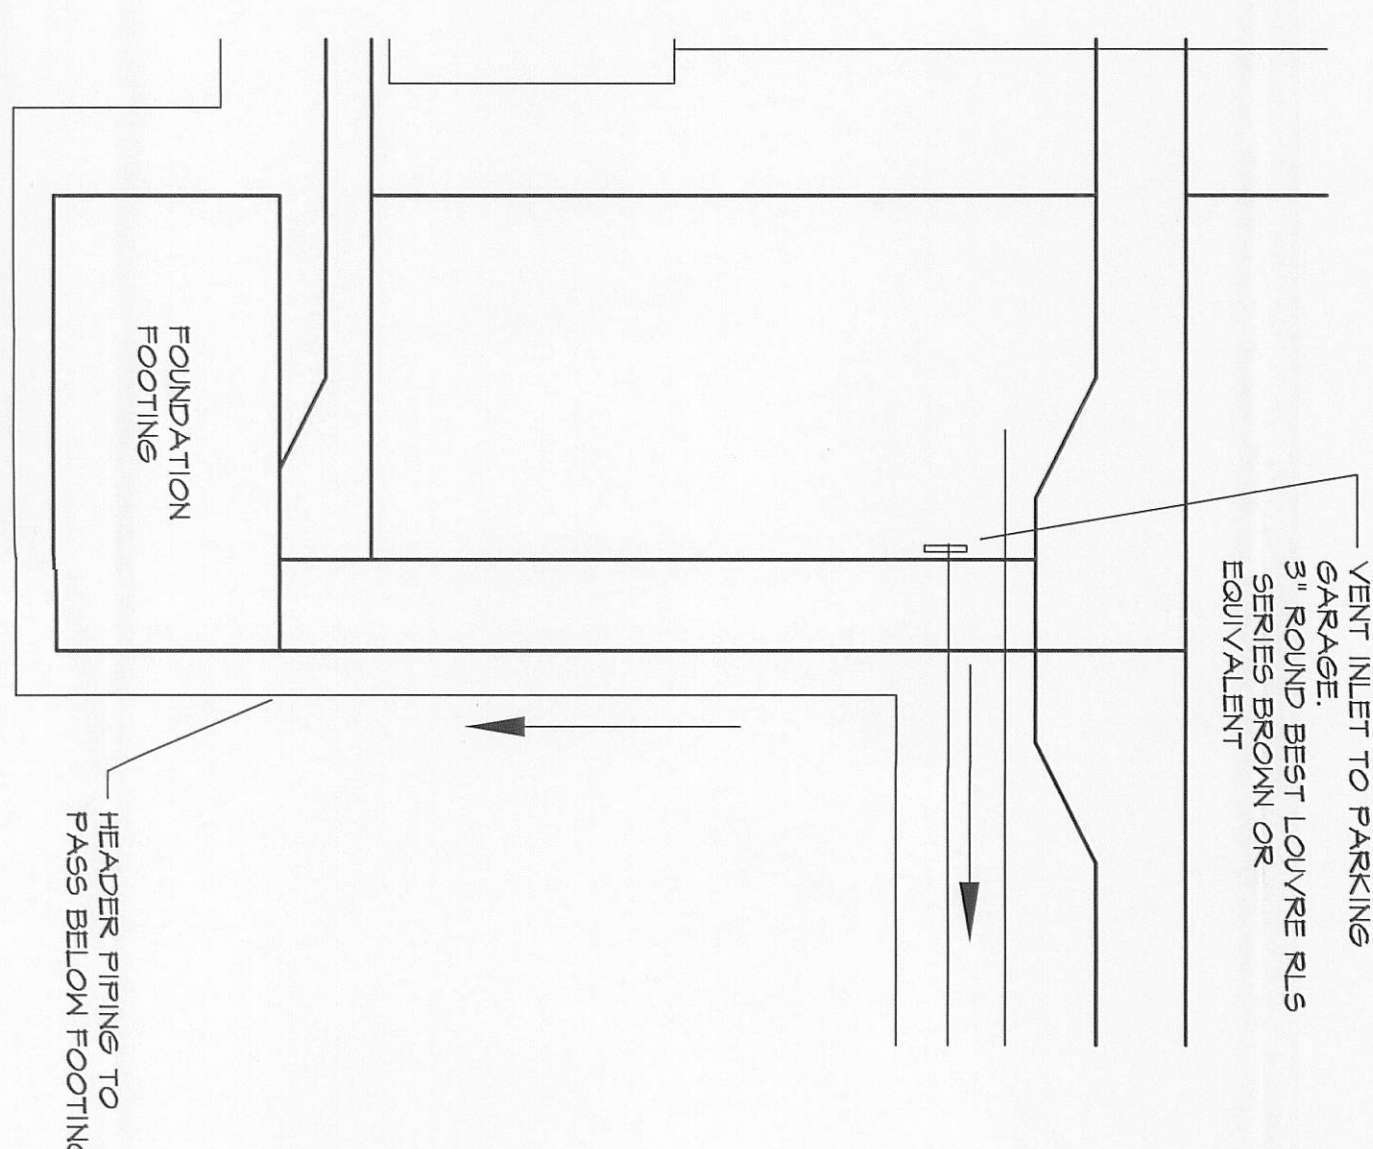 VENT INLET TO PARKING
GARAGE.
3" ROUND BEST LOUVRE RLS
SERIES BROWN OR
EQUIVALENT
FOUNDATION
FOOTING
HEADER PIPING TO
PASS BELOW FOOTING